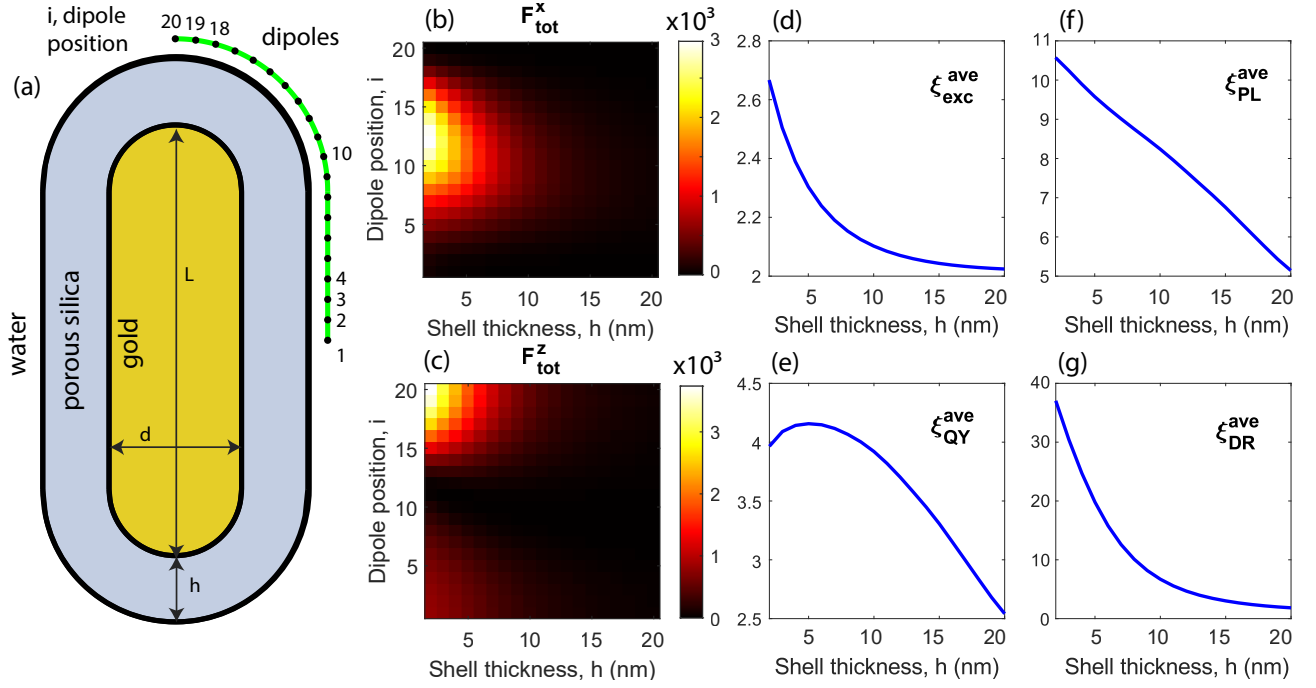 (a)
i, dipole
position
20
19
18
dipoles
10
4
3
2
1
water
porous silica
gold
L
d
h
(b)
F^x_tot
x10³
Dipole position, i
20
15
10
5
5
10
15
20
Shell thickness, h (nm)
3
2
1
0
(c)
F^z_tot
x10³
Dipole position, i
20
15
10
5
5
10
15
20
Shell thickness, h (nm)
3
2
1
0
(d)
ξ^ave_exc
2.8
2.6
2.4
2.2
2
5
10
15
20
Shell thickness, h (nm)
(e)
ξ^ave_QY
4.5
4
3.5
3
2.5
5
10
15
20
Shell thickness, h (nm)
(f)
ξ^ave_PL
11
10
9
8
7
6
5
5
10
15
20
Shell thickness, h (nm)
(g)
ξ^ave_DR
40
30
20
10
0
5
10
15
20
Shell thickness, h (nm)